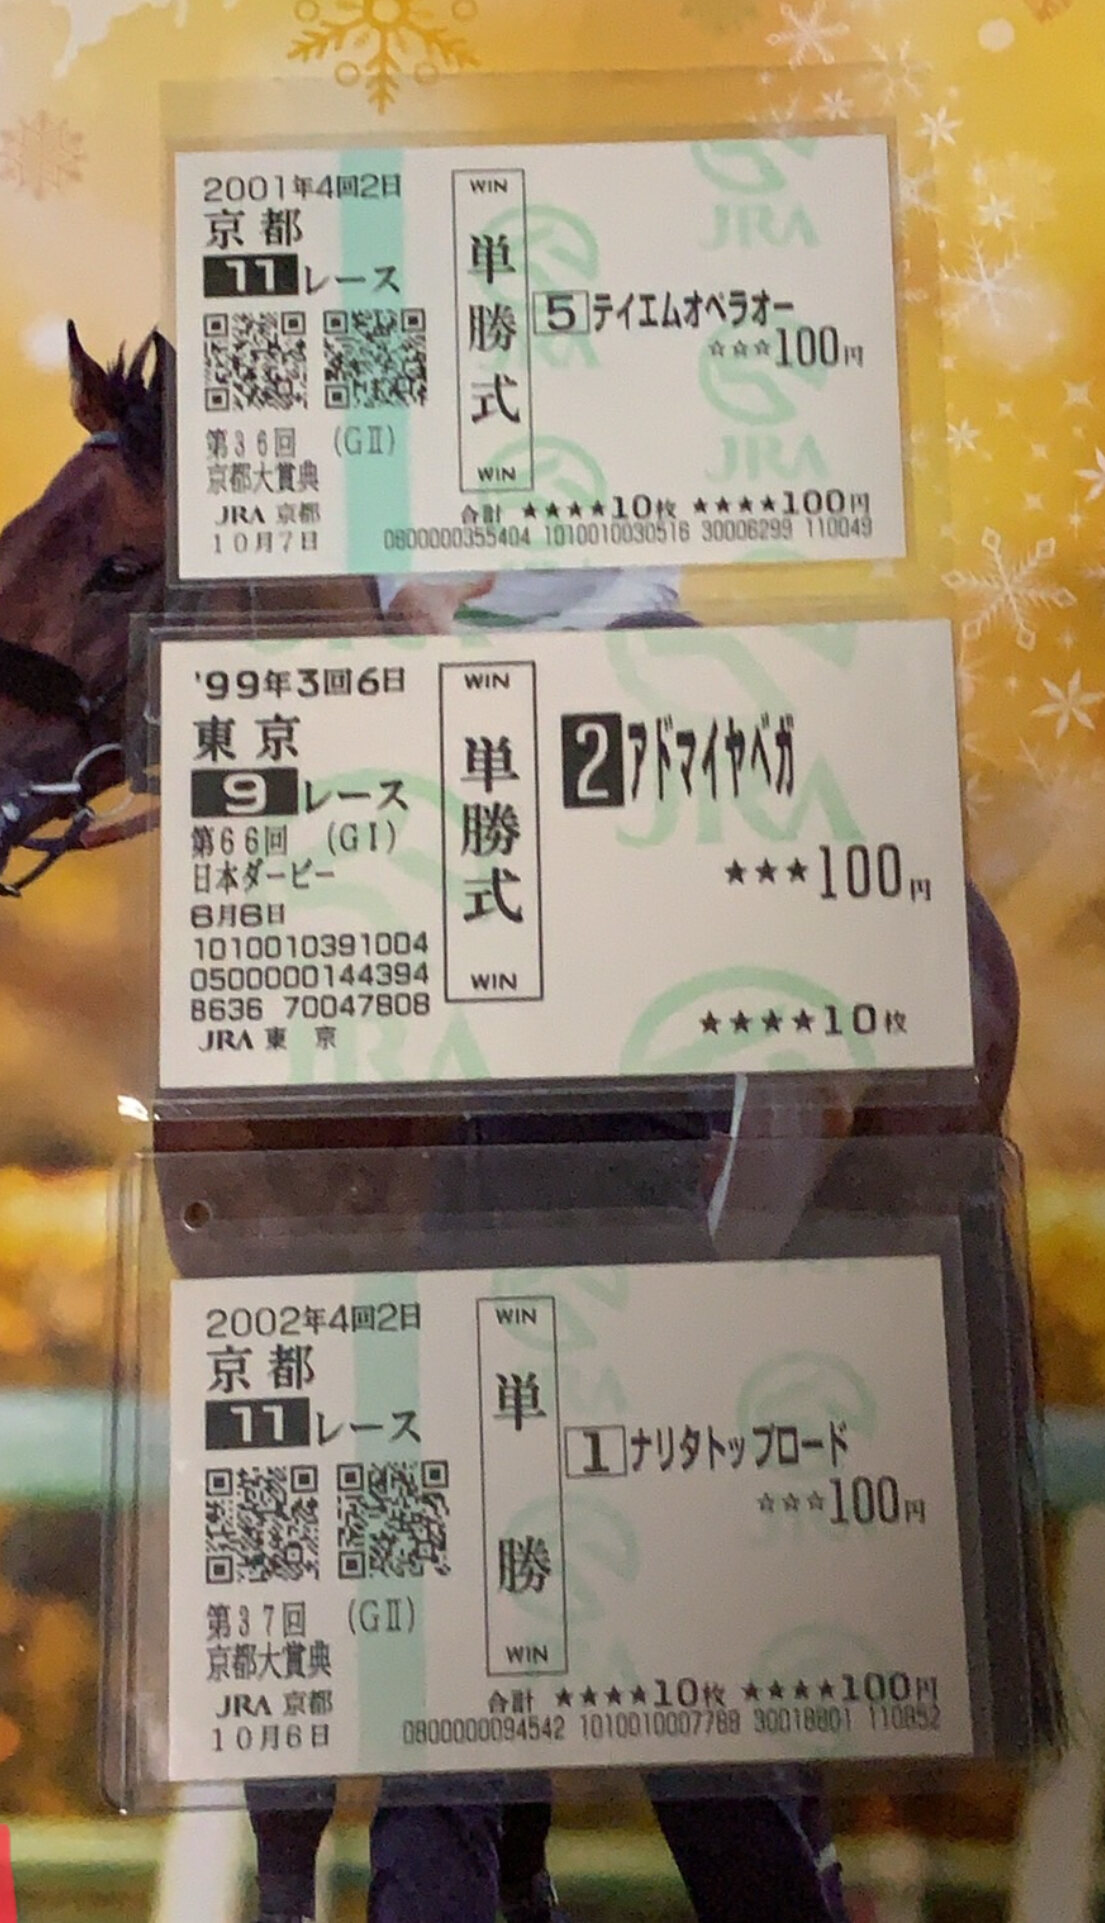 2001年4回2日
京都
11レース
第36回 (GⅡ)
京都大賞典
JRA 京都
10月7日
WIN
単勝式
WIN
5テイエムオペラオー
☆☆☆100円
合計 ★★★★10枚 ★★★★100円
0800000355404 1010010030516 30006299 110049
JRA
JRA
'99年3回6日
東京
9レース
第66回 (GⅠ)
日本ダービー
6月6日
1010010391004
0500000144394
8636 70047808
JRA 東京
WIN
単勝式
WIN
2アドマイヤベガ
★★★100円
★★★★10枚
JRA
JRA
2002年4回2日
京都
11レース
第37回 (GⅡ)
京都大賞典
JRA 京都
10月6日
WIN
単勝
WIN
1ナリタトップロード
☆☆☆100円
合計 ★★★★10枚 ★★★★100円
0800000094542 1010010007788 30018801 110852